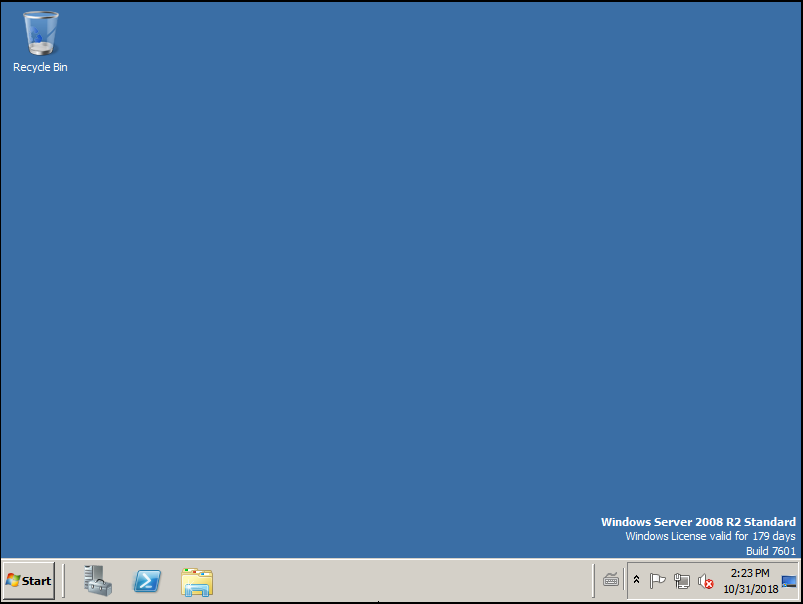 Recycle Bin
Windows Server 2008 R2 Standard
Windows License valid for 179 days
Build 7601
Start
2:23 PM
10/31/2018